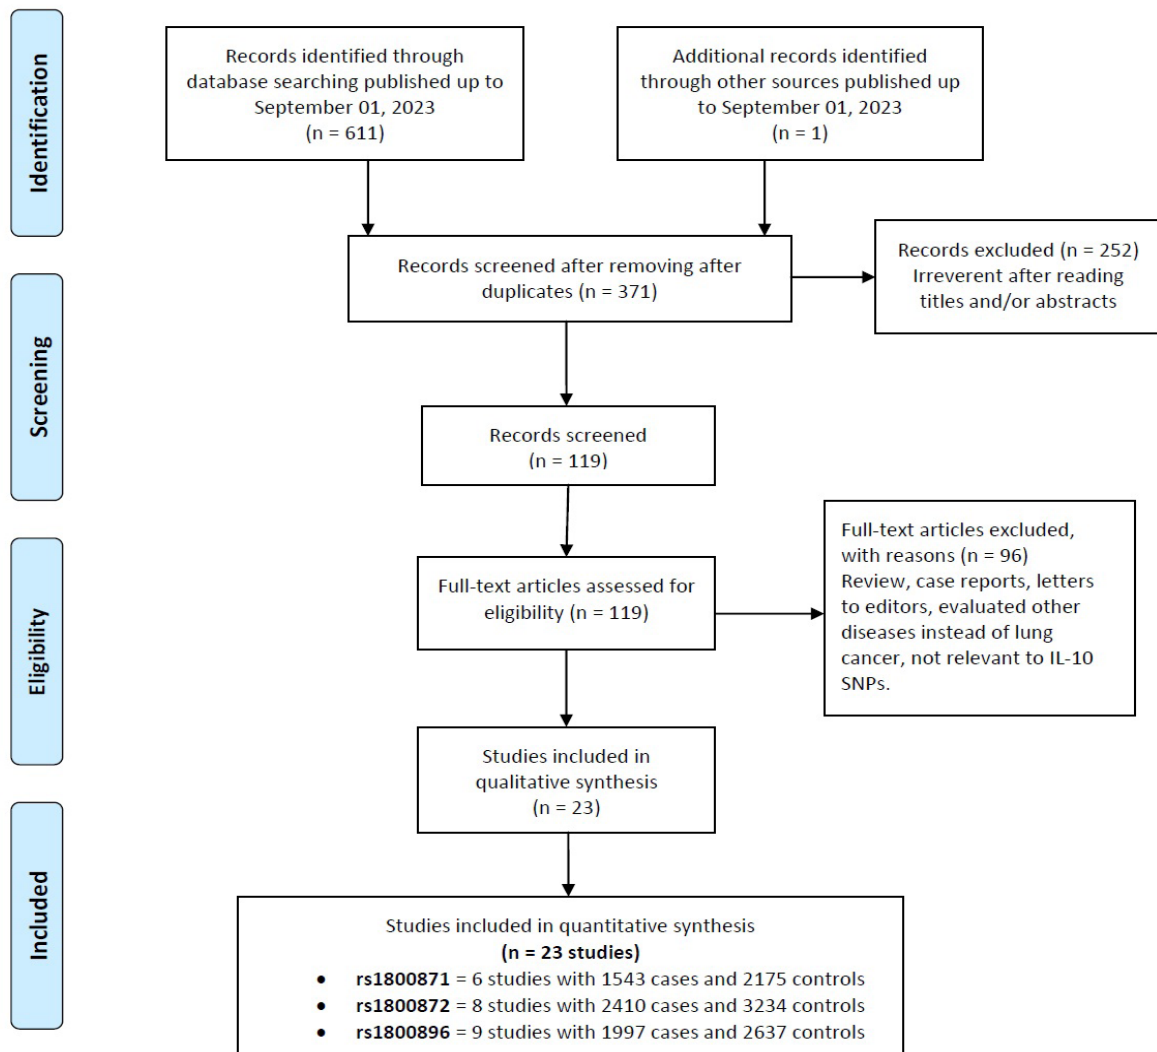 Identification
Records identified through
database searching published up to
September 01, 2023
(n = 611)
Additional records identified
through other sources published up
to September 01, 2023
(n = 1)
Records screened after removing after
duplicates (n = 371)
Records excluded (n = 252)
Irreverent after reading
titles and/or abstracts
Screening
Records screened
(n = 119)
Eligibility
Full-text articles assessed for
eligibility (n = 119)
Full-text articles excluded,
with reasons (n = 96)
Review, case reports, letters
to editors, evaluated other
diseases instead of lung
cancer, not relevant to IL-10
SNPs.
Studies included in
qualitative synthesis
(n = 23)
Included
Studies included in quantitative synthesis
(n = 23 studies)
• rs1800871 = 6 studies with 1543 cases and 2175 controls
• rs1800872 = 8 studies with 2410 cases and 3234 controls
• rs1800896 = 9 studies with 1997 cases and 2637 controls